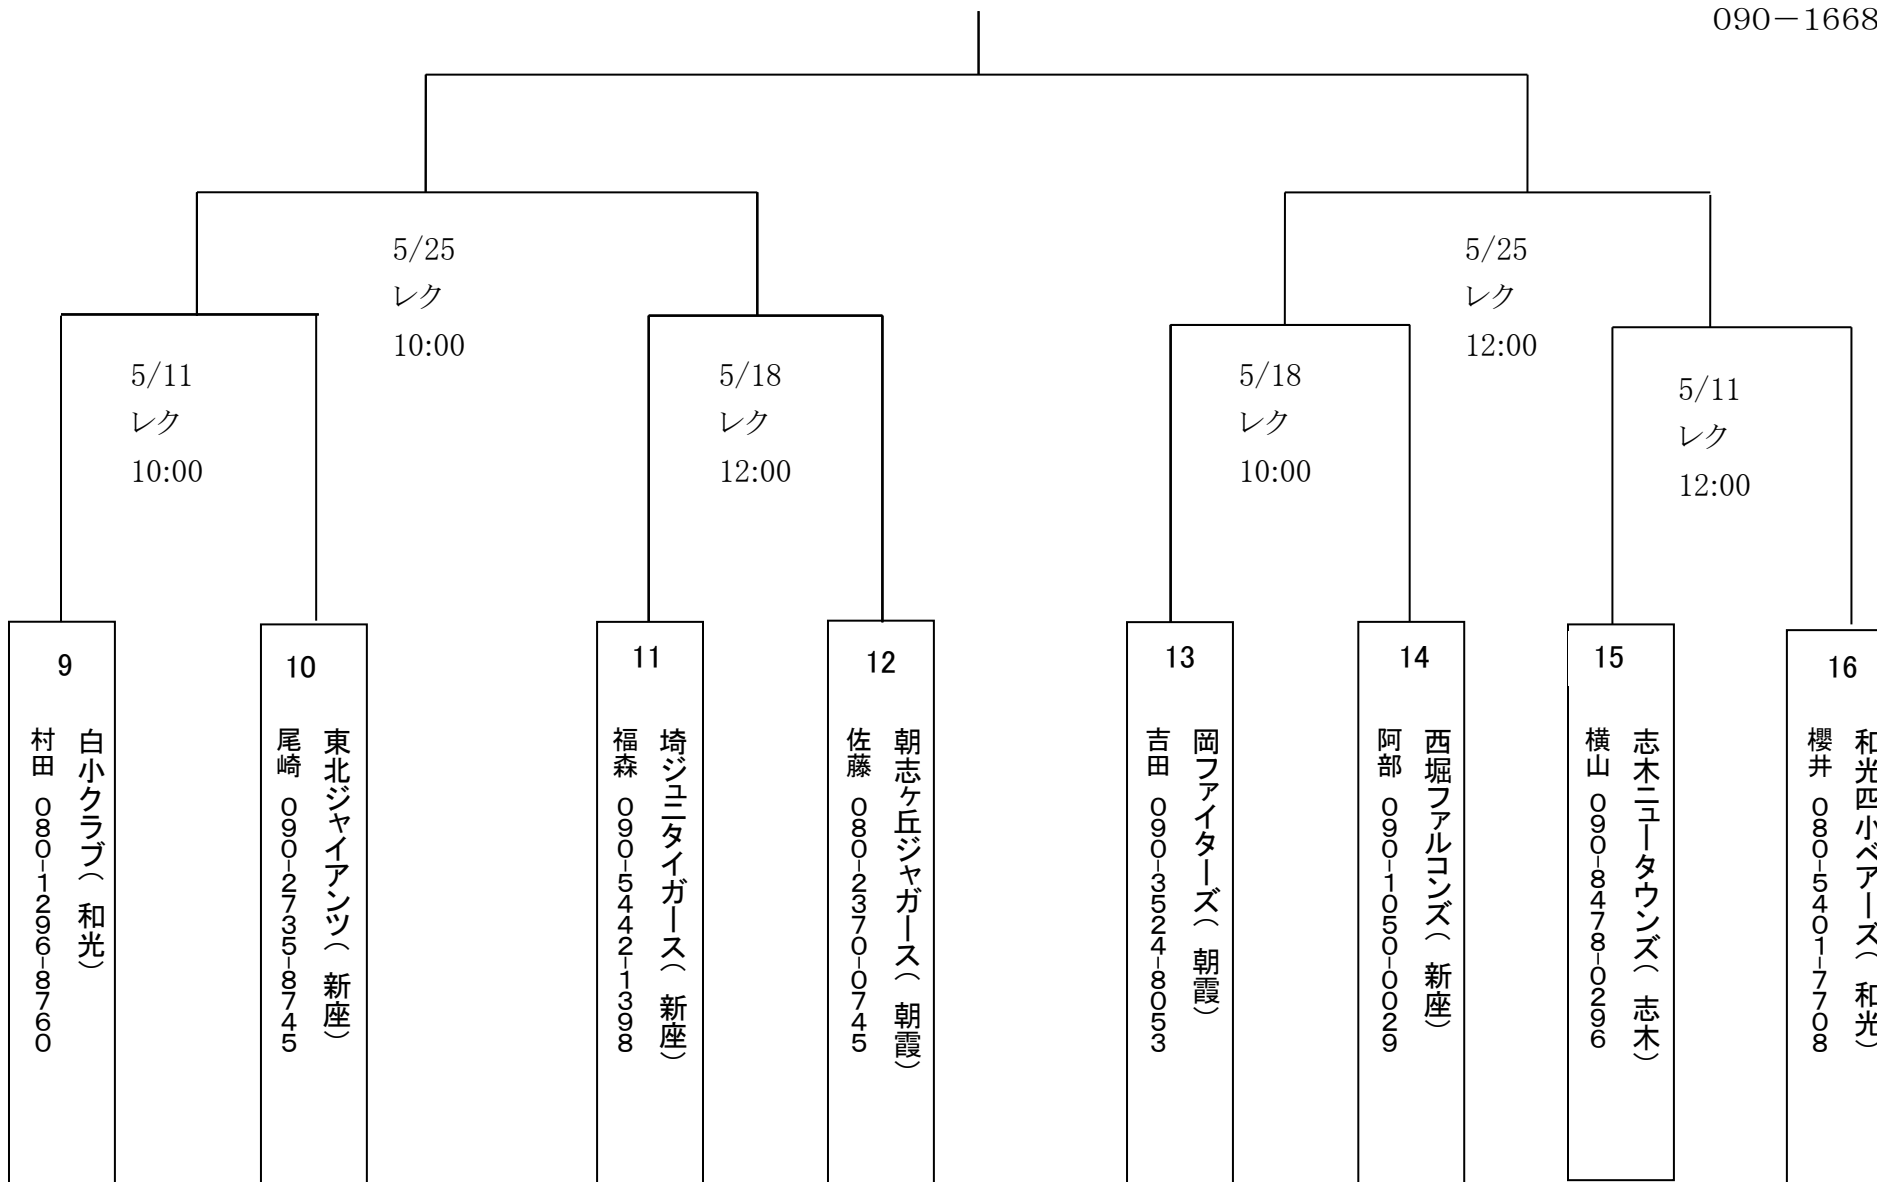 090－1668
5/25
レク
10:00
5/25
レク
12:00
5/11
レク
10:00
5/18
レク
12:00
5/18
レク
10:00
5/11
レク
12:00
9
白小クラブ（ 和光）
村田 080-1296-8760
10
東北ジャイアンツ（ 新座）
尾崎 090-2735-8745
11
埼ジュニタイガース（ 新座）
福森 090-5442-1398
12
朝志ヶ丘ジャガース（ 朝霞）
佐藤 080-2370-0745
13
岡ファイターズ（ 朝霞）
吉田 090-3524-8053
14
西堀ファルコンズ（ 新座）
阿部 090-1050-0029
15
志木ニュータウンズ（ 志木）
横山 090-8478-0296
16
和光四小ベアーズ（ 和光）
櫻井 080-5401-7708